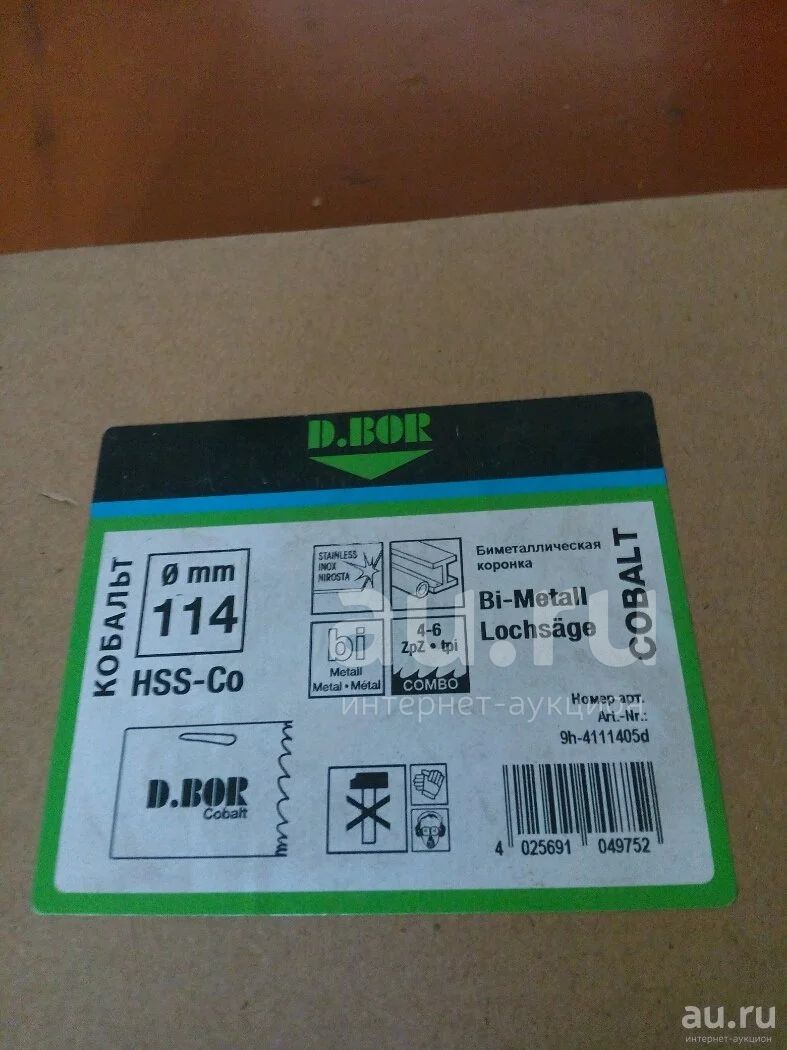 D.BOR
КОБАЛЬТ
Ø mm
114
HSS-Co
STAINLESS
INOX
NIROSTA
bi
Metall
Metal • Métal
4-6
ZpZ • tpi
COMBO
Биметаллическая
коронка
Bi-Metall
Lochsäge
COBALT
Номер арт.
Art.-Nr.:
9h-4111405d
D.BOR
Cobalt
4 025691 049752
au.ru
интернет-аукцион
au.ru
интернет-аукцион